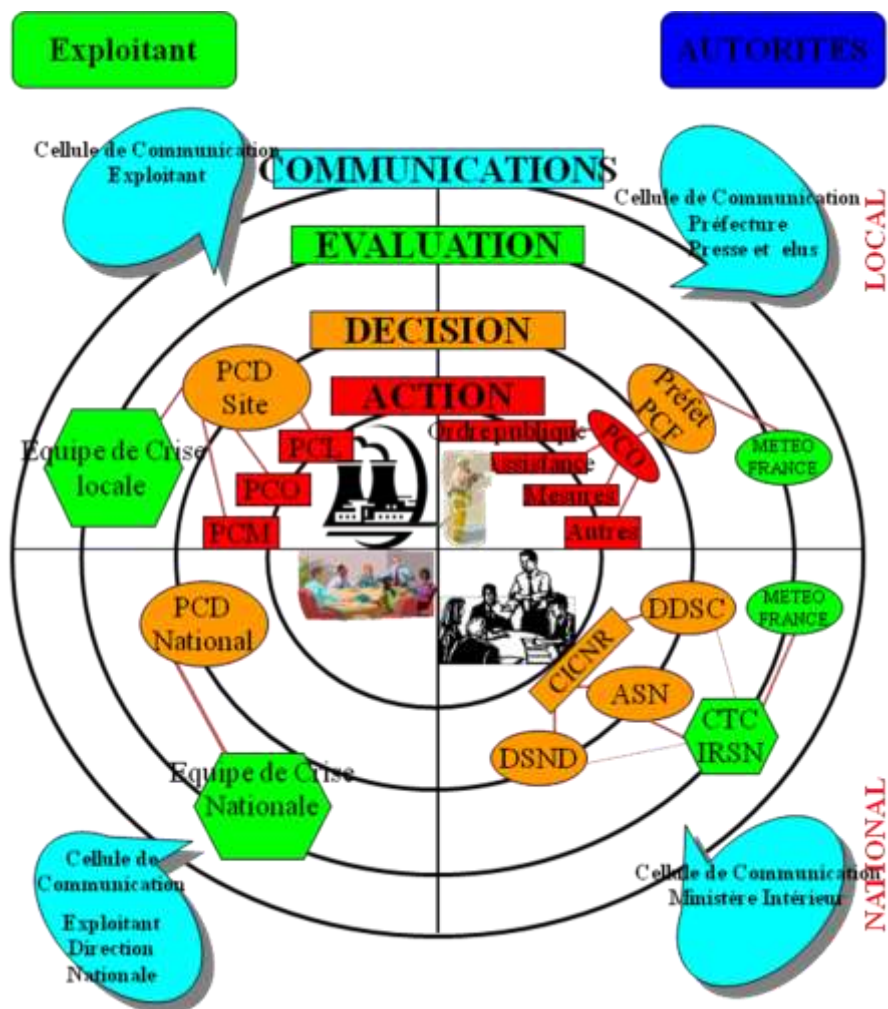 Exploitant
AUTORITES
Cellule de Communication
Exploitant
COMMUNICATIONS
Cellule de Communication
Préfecture
Presse et elus
LOCAL
EVALUATION
DECISION
PCD
Site
ACTION
Préfet
PCF
Ordre publique
Equipe de Crise
locale
PCL
Assistance
PCO
METEO
FRANCE
PCO
Mesures
PCM
Autres
PCD
National
DDSC
METEO
FRANCE
CICNR
ASN
CTC
IRSN
DSND
Equipe de Crise
Nationale
NATIONAL
Cellule de
Communication
Exploitant
Direction
Nationale
Cellule de Communication
Ministère Intérieur